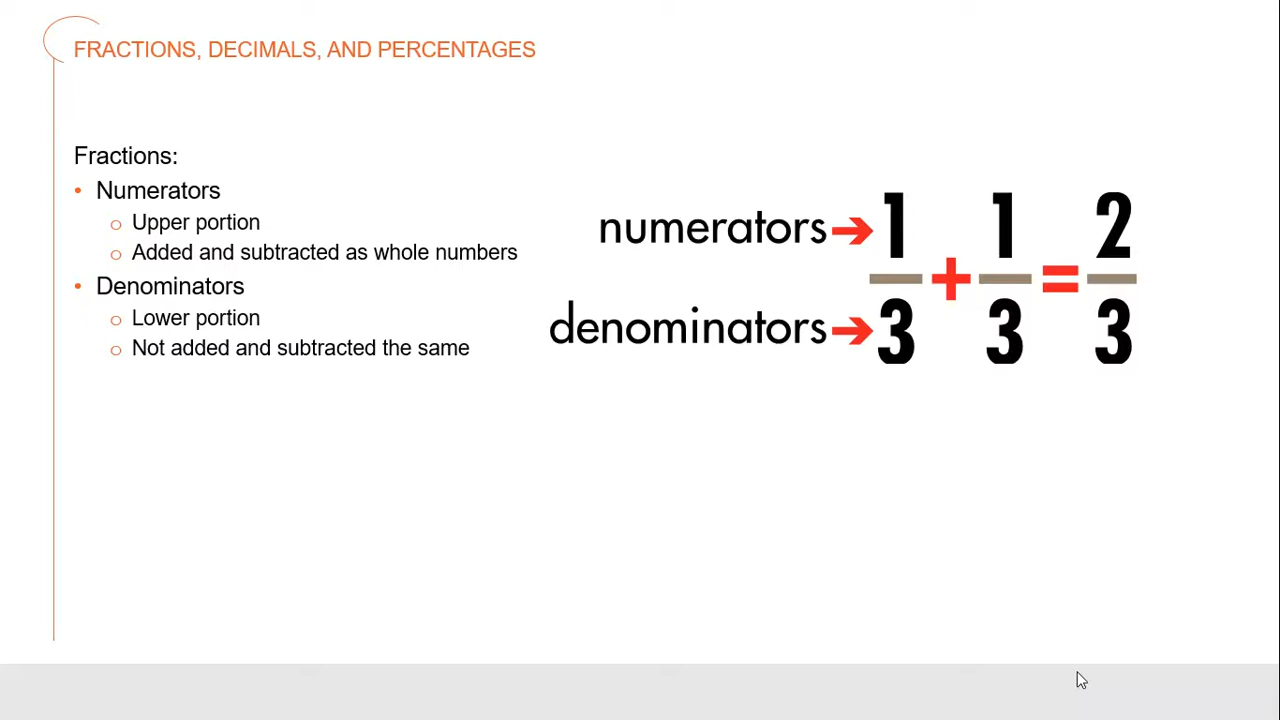 FRACTIONS, DECIMALS, AND PERCENTAGES
Fractions:
• Numerators
o Upper portion
o Added and subtracted as whole numbers
• Denominators
o Lower portion
o Not added and subtracted the same
numerators ➔ 1 1 2
+ =
denominators ➔ 3 3 3